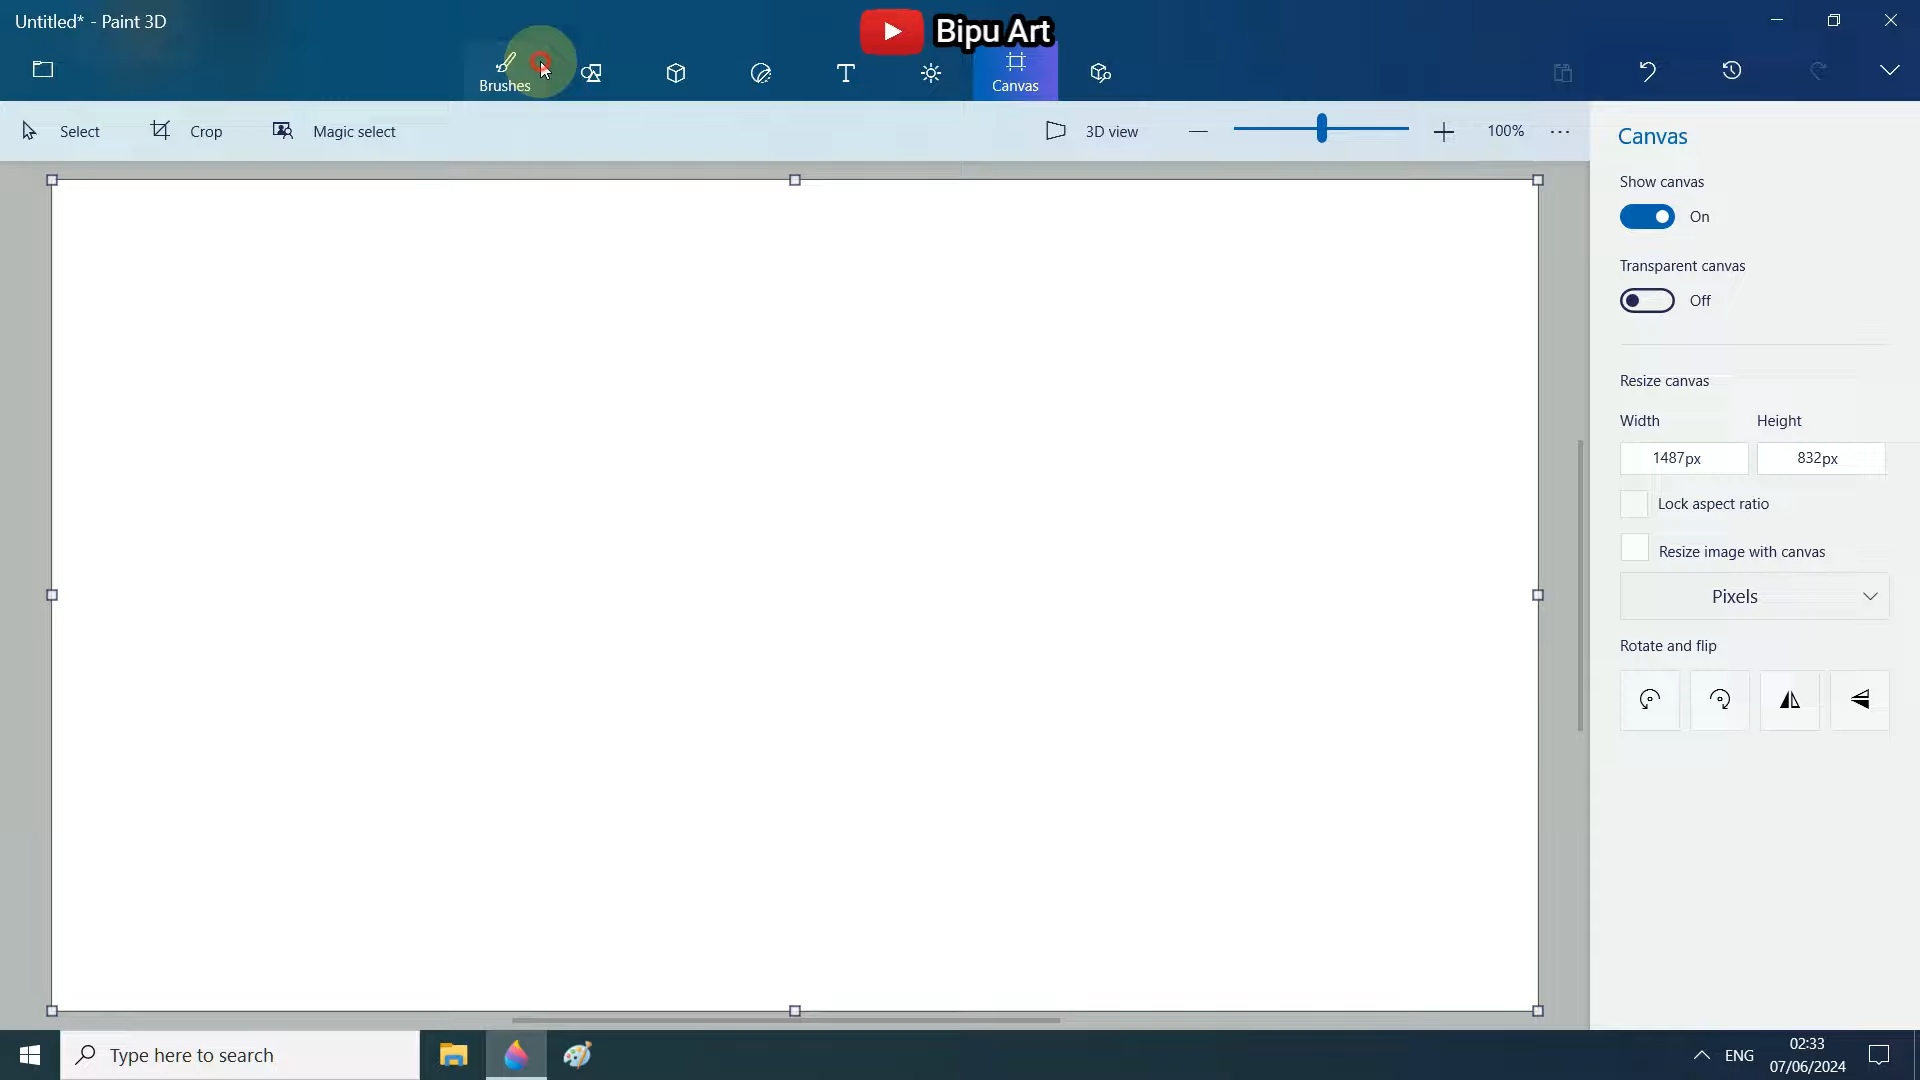 Untitled* - Paint 3D
Bipu Art
Brushes
Canvas
Select
Crop
Magic select
3D view
100%
Canvas
Show canvas
On
Transparent canvas
Off
Resize canvas
Width Height
1487px 832px
Lock aspect ratio
Resize image with canvas
Pixels
Rotate and flip
Type here to search
ENG
02:33
07/06/2024